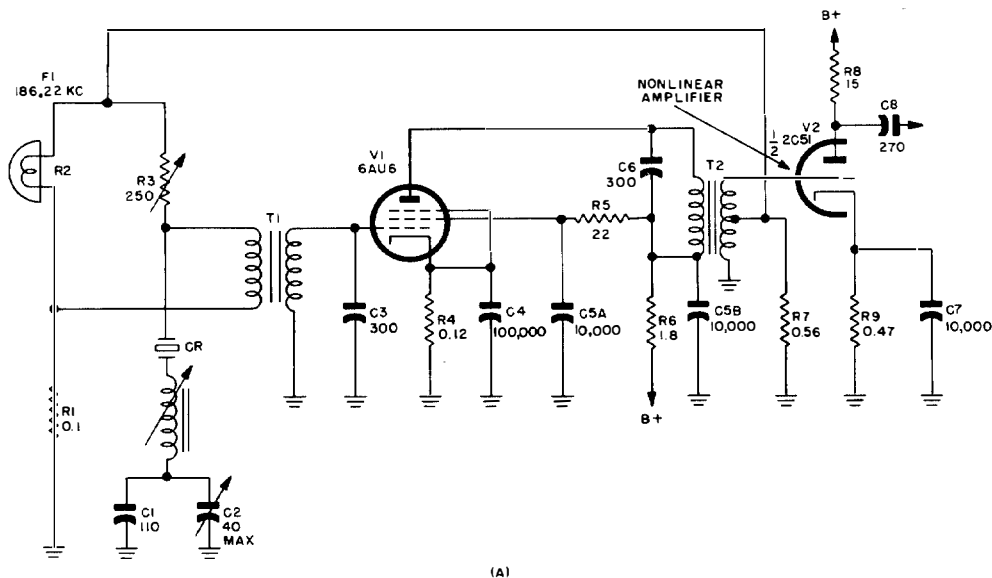 B+
F1
186.22 KC
R2
R3
250
T1
V1
6AU6
C6
300
R5
22
T2
NONLINEAR
AMPLIFIER
1/2 2C51
V2
R8
15
C8
270
C3
300
R4
0.12
C4
100,000
C5A
10,000
R6
1.8
C5B
10,000
R7
0.56
R9
0.47
C7
10,000
CR
R1
0.1
B+
C1
110
C2
40
MAX
(A)